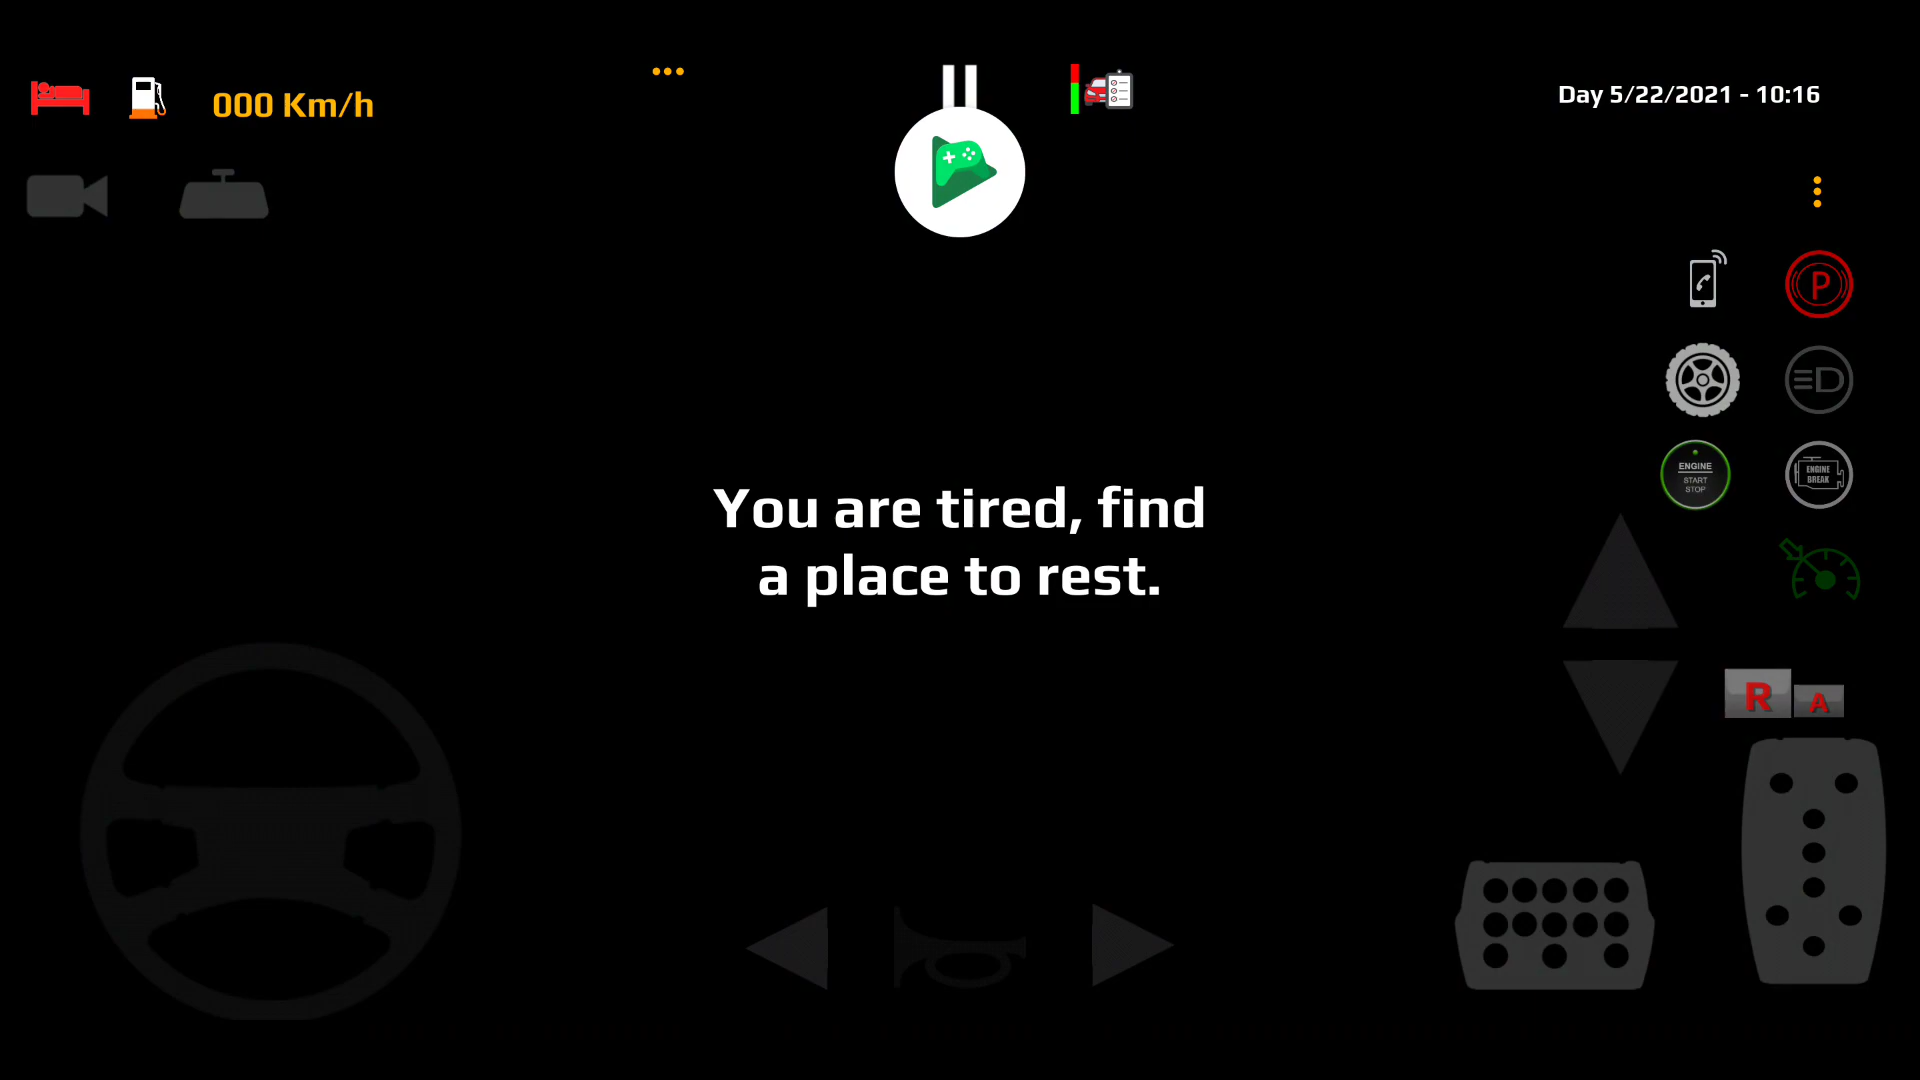 000 Km/h
Day 5/22/2021 - 10:16
P
ENGINE
START
STOP
ENGINE
BREAK
You are tired, find
a place to rest.
R
A